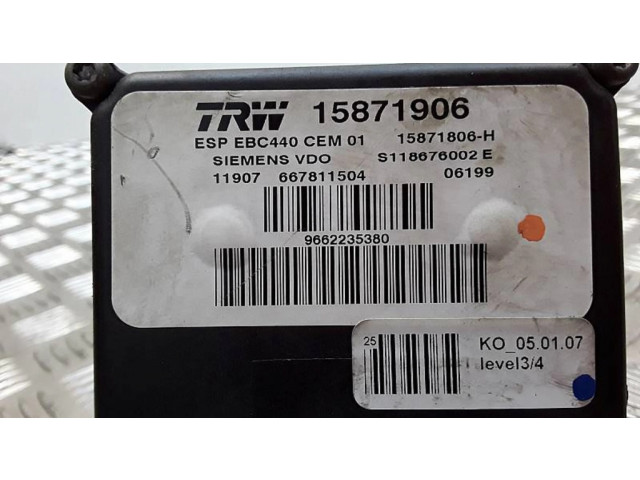 TRW 15871906
ESP EBC440 CEM 01 15871806-H
SIEMENS VDO S118676002 E
11907 667811504 06199
9662235380
25 KO_05.01.07
level3/4